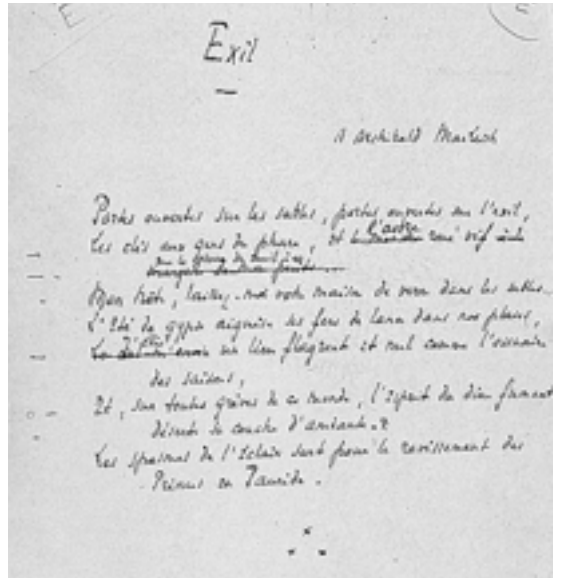 E
Exil
A Archibald MacLeish
Portes ouvertes sur les sables, portes ouvertes sur l'exil,
Les clés aux gens du phare, et l'astre roué vif
sur la pierre du seuil :
Mon hôte, laissez-moi votre maison de verre dans les sables...
L'Été de gypse aiguise ses fers de lance dans nos plaies,
J'élis un lieu flagrant et nul comme l'ossuaire
des saisons,
Et, sur toutes grèves de ce monde, l'esprit du dieu fumant
déserte sa couche d'amiante.
Les spasmes de l'éclair sont pour le ravissement des
Princes en Tauride.